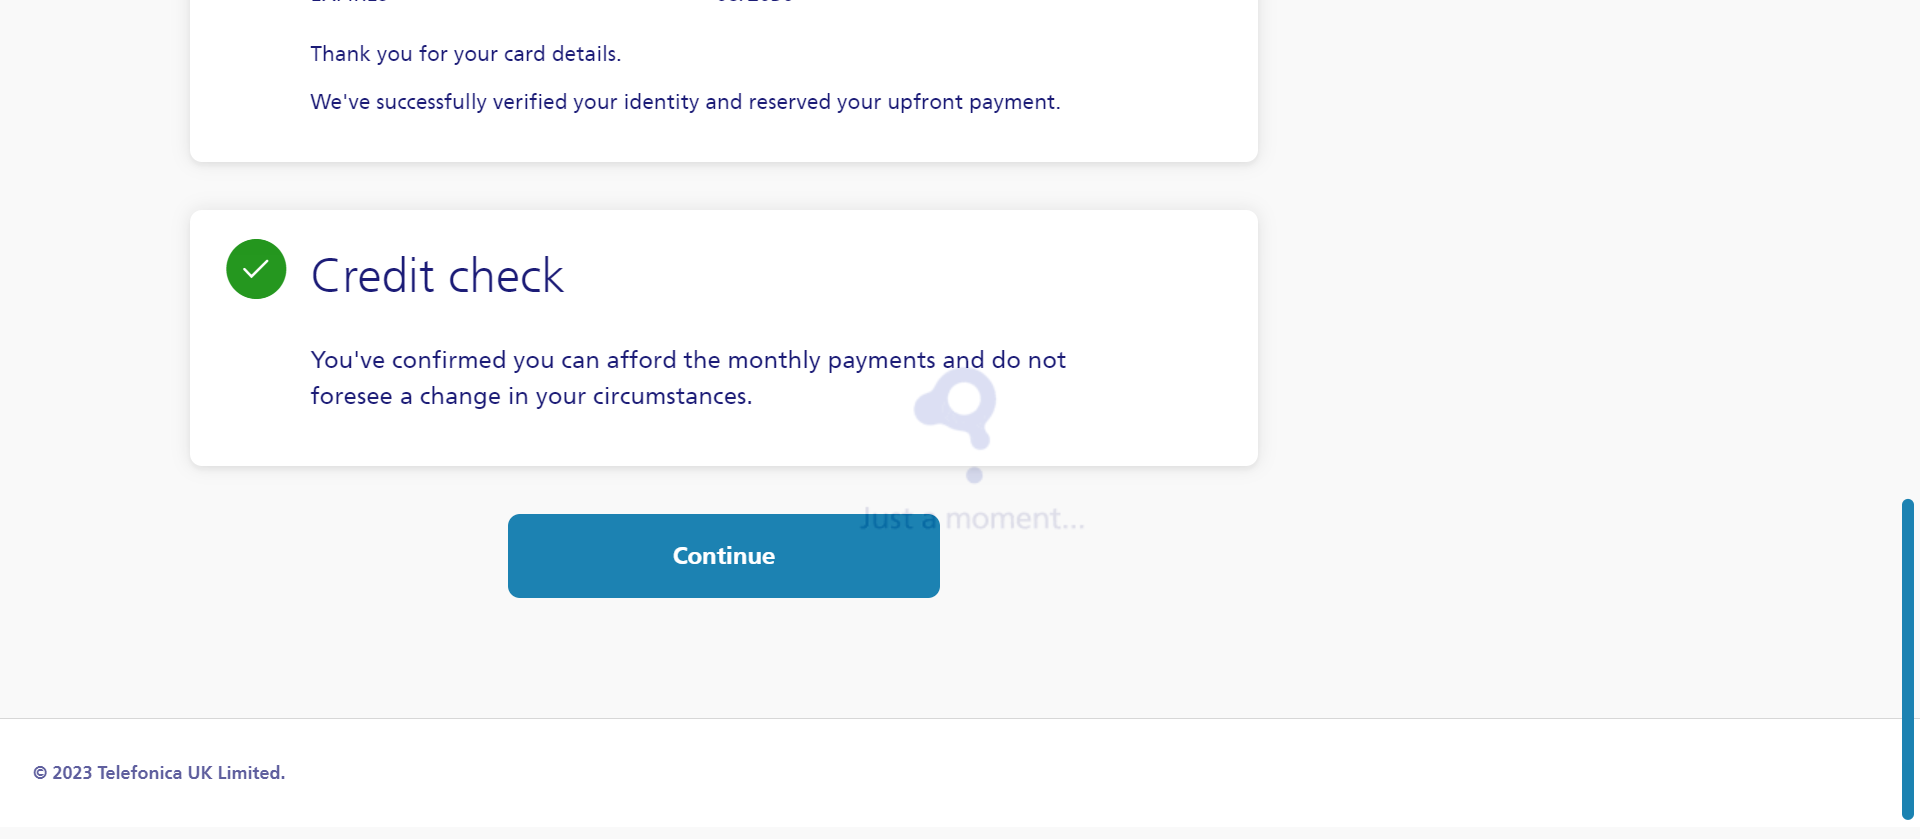 Thank you for your card details.
We've successfully verified your identity and reserved your upfront payment.
Credit check
You've confirmed you can afford the monthly payments and do not
foresee a change in your circumstances.
Just a moment...
Continue
© 2023 Telefonica UK Limited.